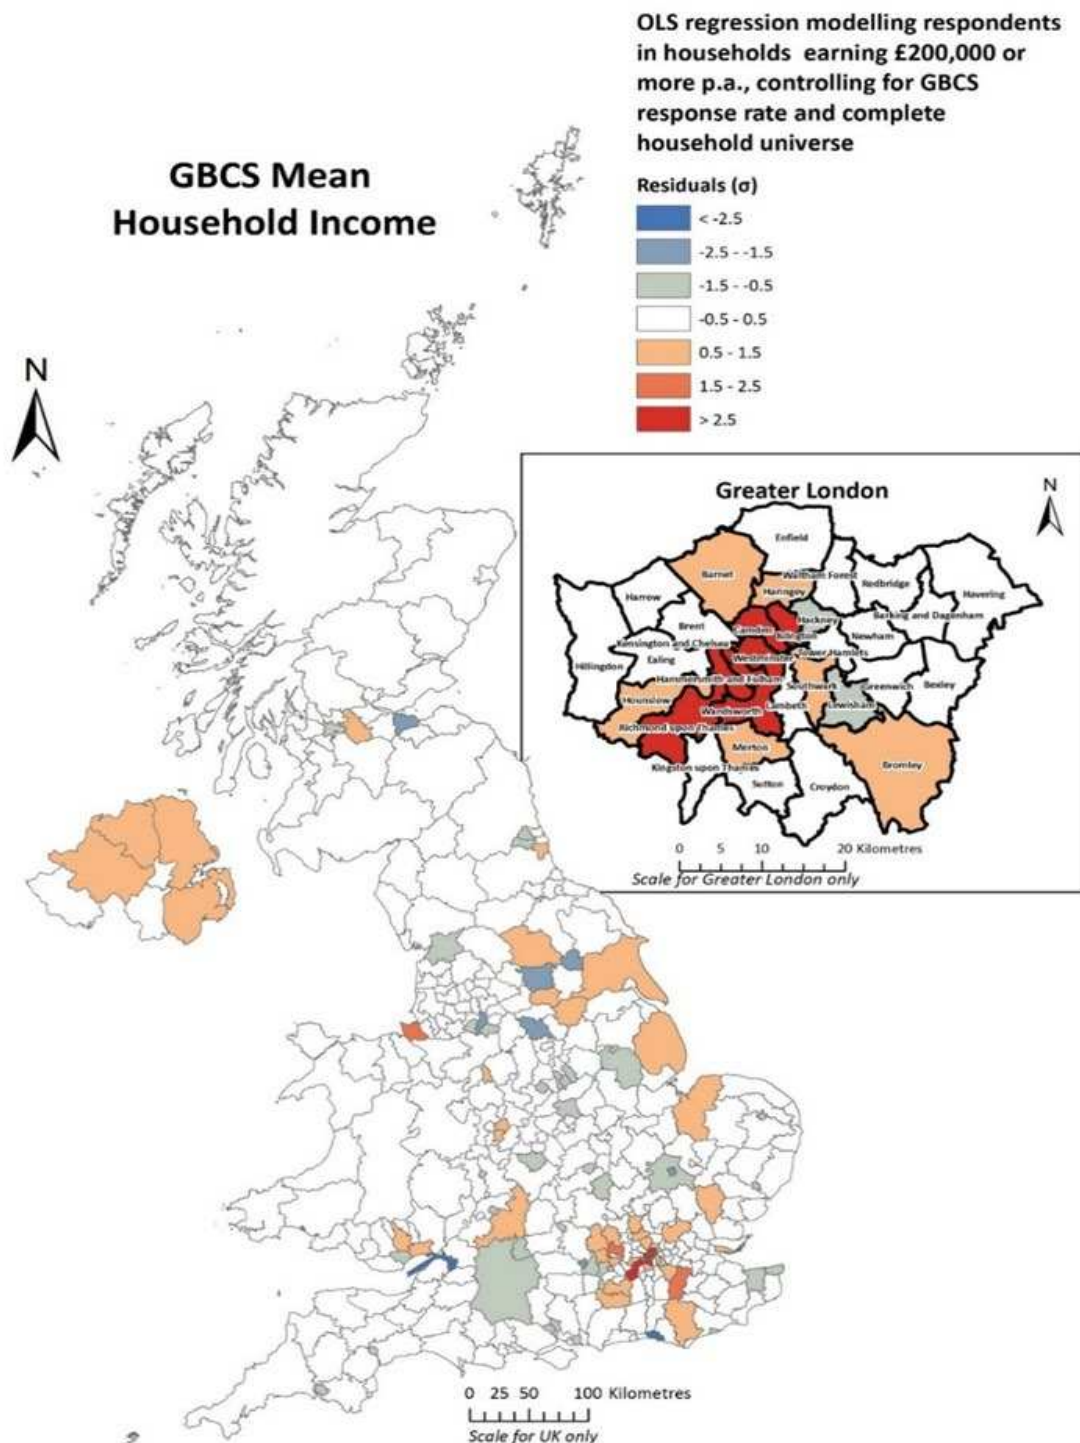 OLS regression modelling respondents
in households earning £200,000 or
more p.a., controlling for GBCS
response rate and complete
household universe
GBCS Mean
Household Income
Residuals (σ)
< -2.5
-2.5 - -1.5
-1.5 - -0.5
-0.5 - 0.5
0.5 - 1.5
1.5 - 2.5
> 2.5
N
Greater London
N
Enfield
Barnet
Waltham Forest
Redbridge
Haringey
Havering
Harrow
Hackney
Barking and Dagenham
Brent
Camden
Islington
Newham
Kensington and Chelsea
Tower Hamlets
Ealing
Westminster
Hillingdon
Hammersmith and Fulham
Southwark
Greenwich
Bexley
Hounslow
Lambeth
Lewisham
Wandsworth
Richmond upon Thames
Merton
Bromley
Kingston upon Thames
Sutton
Croydon
0 5 10 20 Kilometres
Scale for Greater London only
0 25 50 100 Kilometres
Scale for UK only